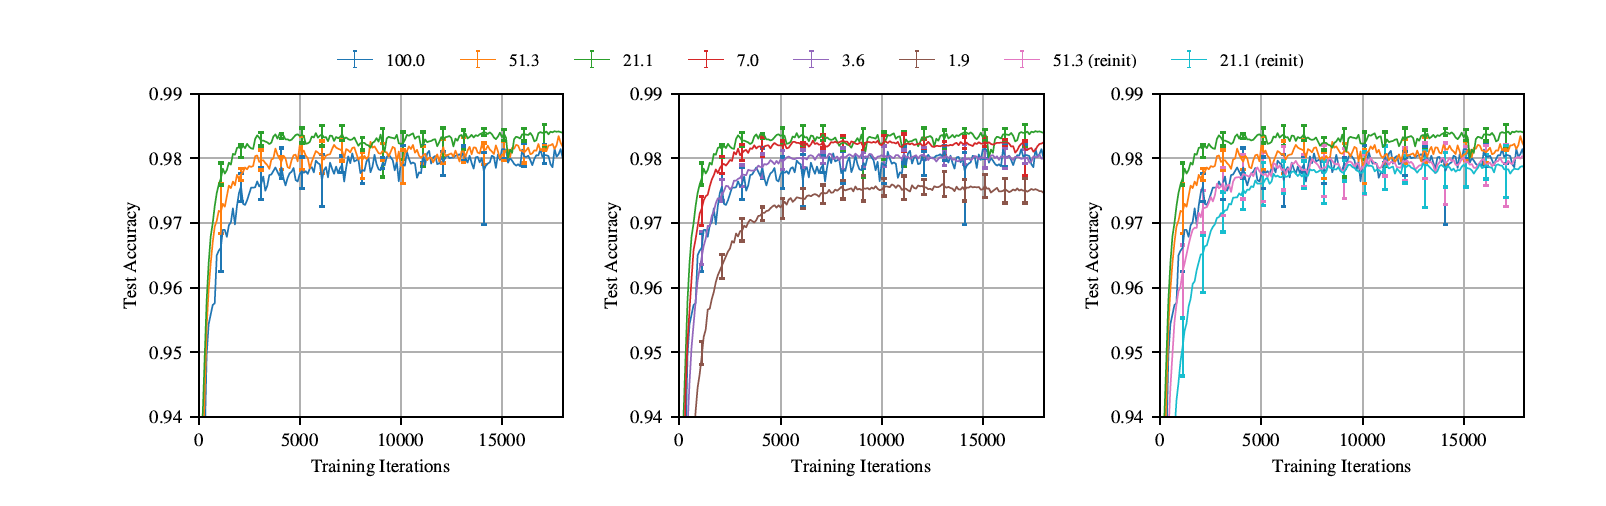 100.0 51.3 21.1 7.0 3.6 1.9 51.3 (reinit) 21.1 (reinit)
0.99 0.99 0.99
0.98 0.98 0.98
0.97 0.97 0.97
0.96 0.96 0.96
0.95 0.95 0.95
0.94 0.94 0.94
Test Accuracy Test Accuracy Test Accuracy
0 5000 10000 15000 0 5000 10000 15000 0 5000 10000 15000
Training Iterations Training Iterations Training Iterations